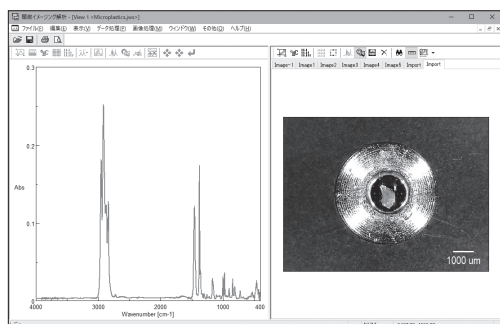 顕微イメージング解析 - [View 1 <Microplastics.jws>]
ファイル(F) 編集(E) 表示(V) データ処理(P) 画像処理(M) ウィンドウ(W) その他(O) ヘルプ(H)
Image-1 Image1 Image2 Image3 Image4 Image5 Import Import
0.3
0.2
Abs
0.1
0
4000 3000 2000 1000 400
Wavenumber [cm-1]
1000 um